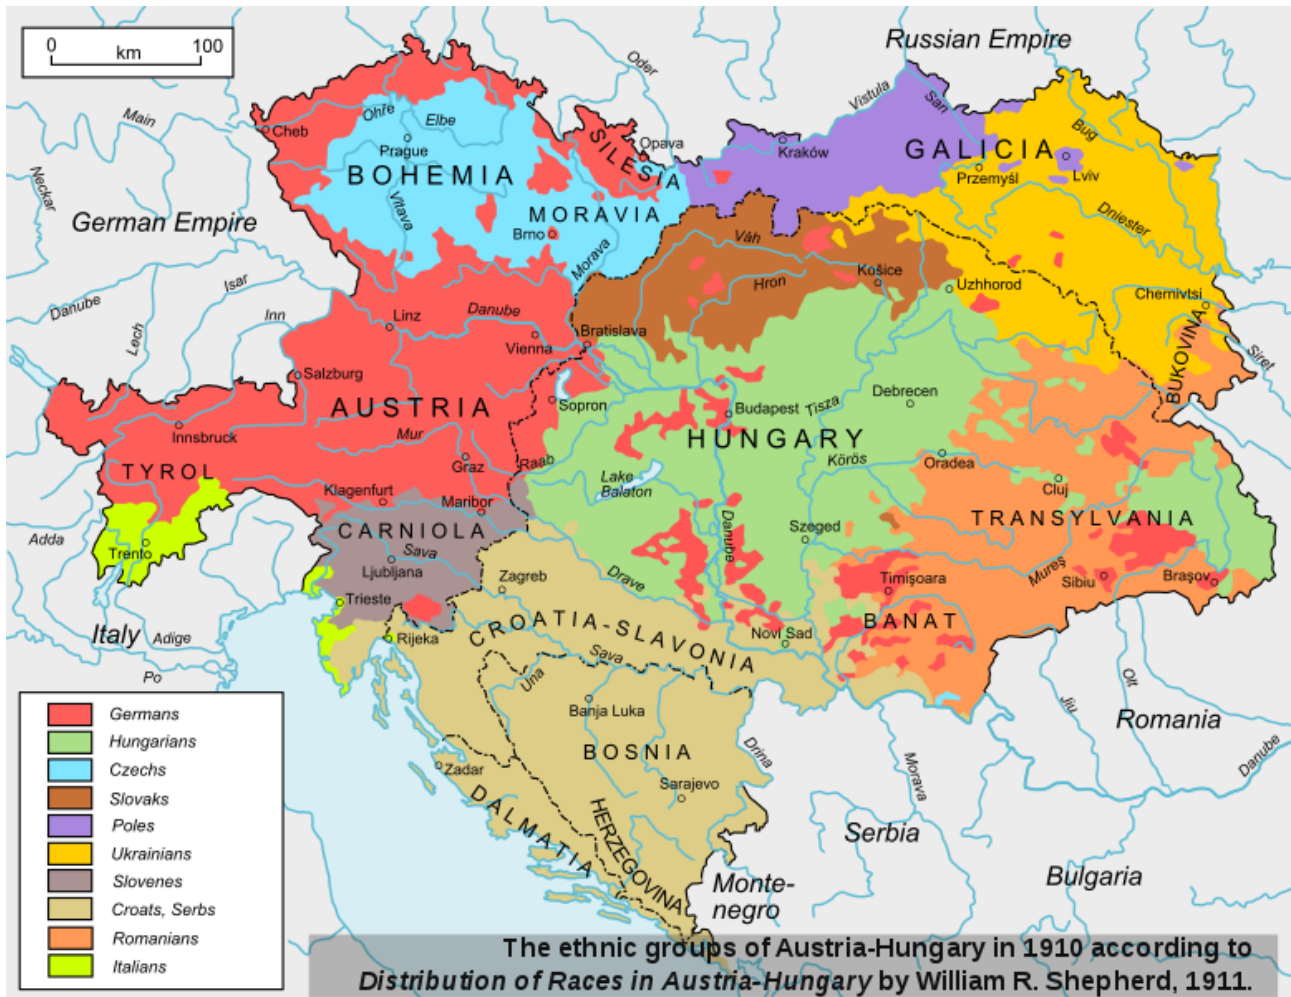 0 100
km
Russian Empire
Oder
Vistula
San
Main
Ohře
Elbe
Cheb
Opava
Bug
Prague
Kraków
SILESIA
GALICIA
BOHEMIA
Przemyśl
Lviv
Neckar
German Empire
Vltava
MORAVIA
Brno
Dniester
Váh
Morava
Košice
Isar
Hron
Uzhhorod
Chernivtsi
Danube
Inn
Linz
Danube
Lech
Bratislava
Vienna
Siret
BUKOVINA
Salzburg
Debrecen
AUSTRIA
Sopron
Budapest
Tisza
Innsbruck
Mur
HUNGARY
Raab
Körös
Oradea
TYROL
Graz
Lake
Balaton
Cluj
Klagenfurt
Maribor
CARNIOLA
Danube
Szeged
TRANSYLVANIA
Adda
Trento
Sava
Ljubljana
Drave
Timişoara
Mureş
Sibiu
Braşov
Zagreb
Trieste
Italy
Adige
Rijeka
CROATIA-SLAVONIA
Novi Sad
BANAT
Sava
Po
Una
Olt
Jiu
Banja Luka
Romania
BOSNIA
Drina
Danube
Zadar
Morava
Sarajevo
DALMATIA
HERZEGOVINA
Serbia
Bulgaria
Monte-
negro
Germans
Hungarians
Czechs
Slovaks
Poles
Ukrainians
Slovenes
Croats, Serbs
Romanians
Italians
The ethnic groups of Austria-Hungary in 1910 according to
Distribution of Races in Austria-Hungary by William R. Shepherd, 1911.